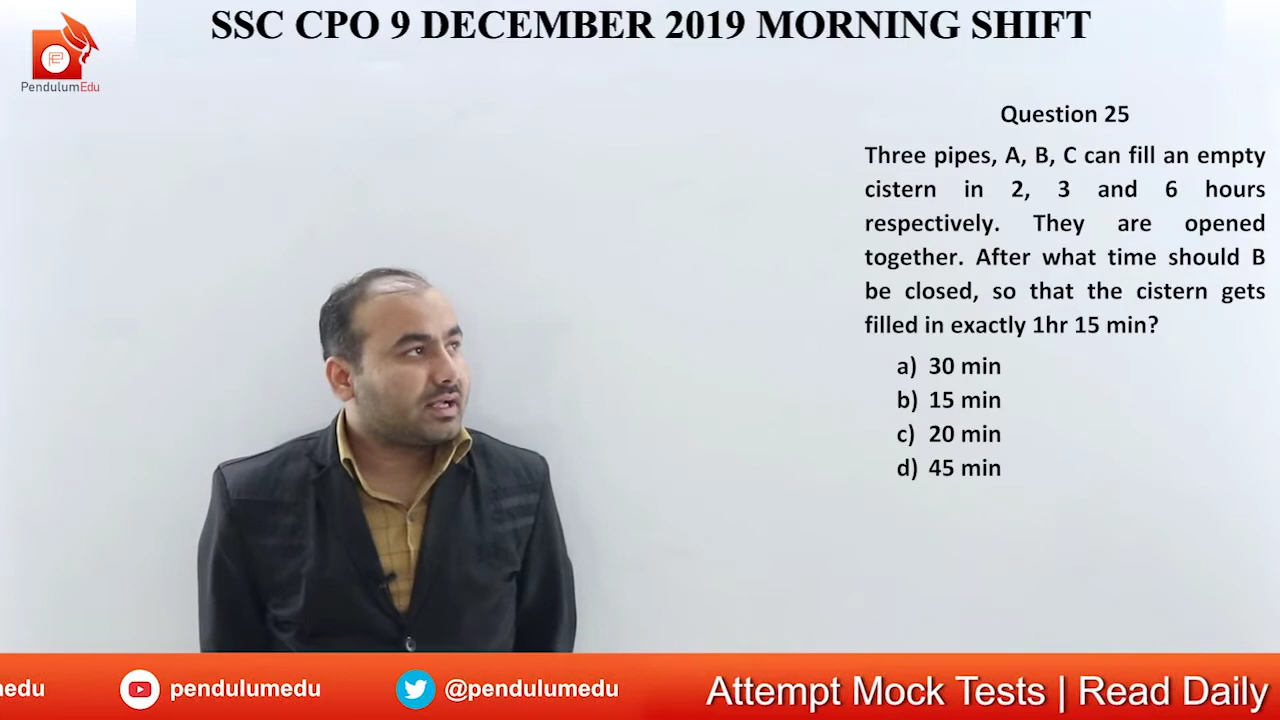 SSC CPO 9 DECEMBER 2019 MORNING SHIFT
PendulumEdu
Question 25
Three pipes, A, B, C can fill an empty
cistern in 2, 3 and 6 hours
respectively. They are opened
together. After what time should B
be closed, so that the cistern gets
filled in exactly 1hr 15 min?
a) 30 min
b) 15 min
c) 20 min
d) 45 min
nedu
pendulumedu
@pendulumedu
Attempt Mock Tests | Read Daily